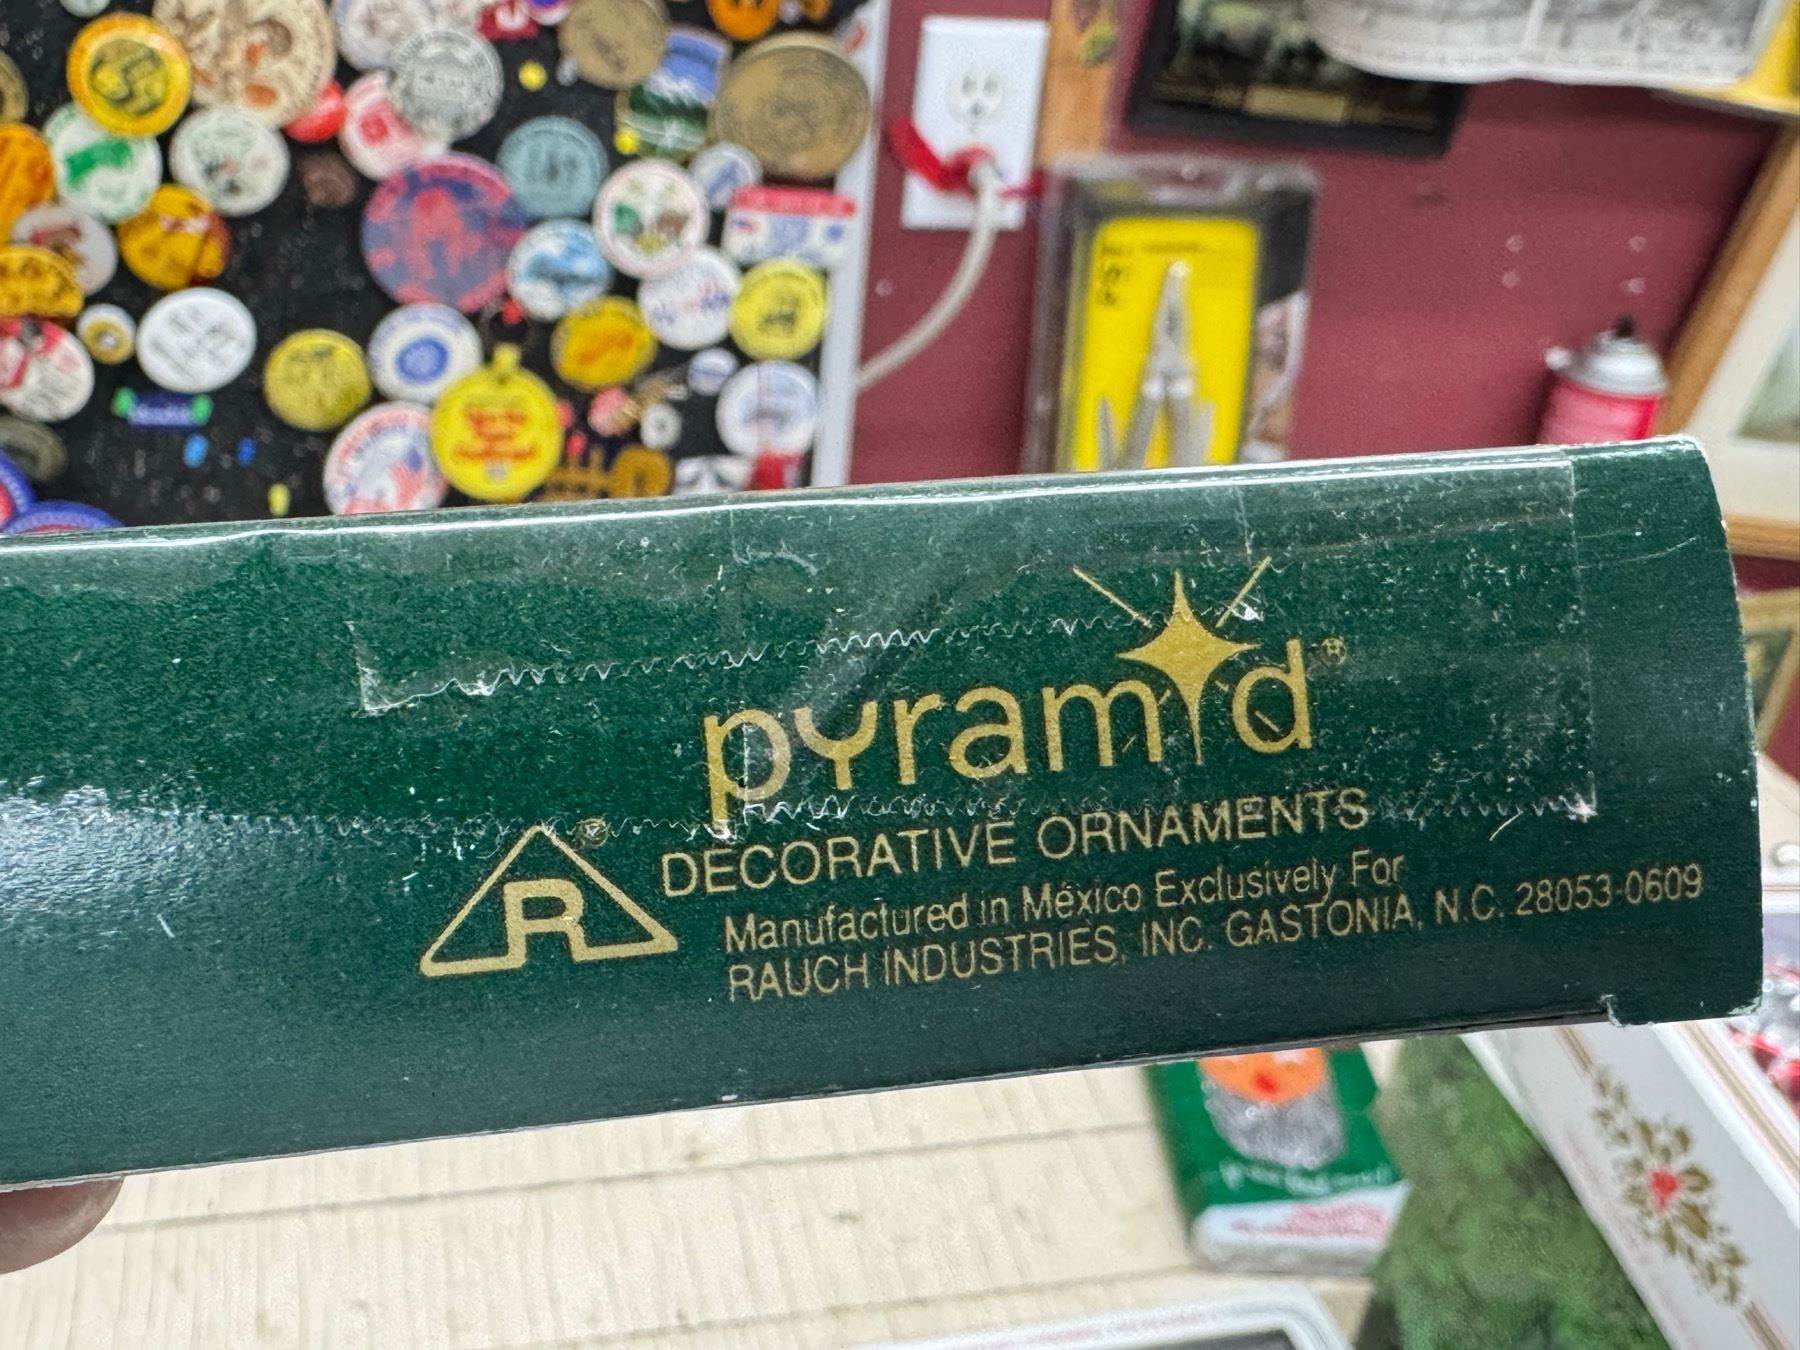 pyramid®
DECORATIVE ORNAMENTS
R®
Manufactured in México Exclusively For
RAUCH INDUSTRIES, INC. GASTONIA, N.C. 28053-0609